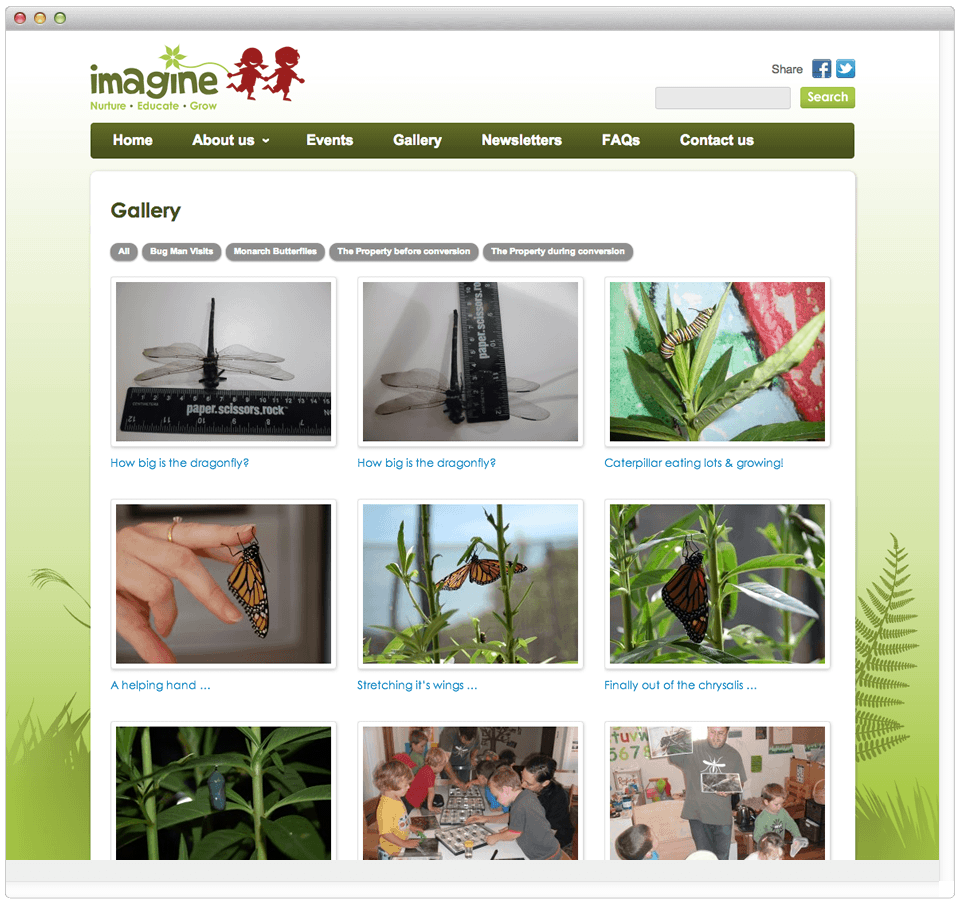 imagine
Nurture • Educate • Grow
Share
Search
Home About us Events Gallery Newsletters FAQs Contact us
Gallery
All Bug Man Visits Monarch Butterflies The Property before conversion The Property during conversion
paper.scissors.rock
paper.scissors.ro
How big is the dragonfly?
How big is the dragonfly?
Caterpillar eating lots & growing!
A helping hand ...
Stretching it's wings ...
Finally out of the chrysalis ...